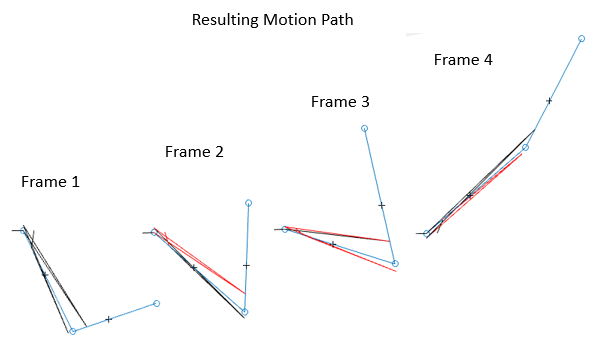 Resulting Motion Path
Frame 4
Frame 3
Frame 2
Frame 1